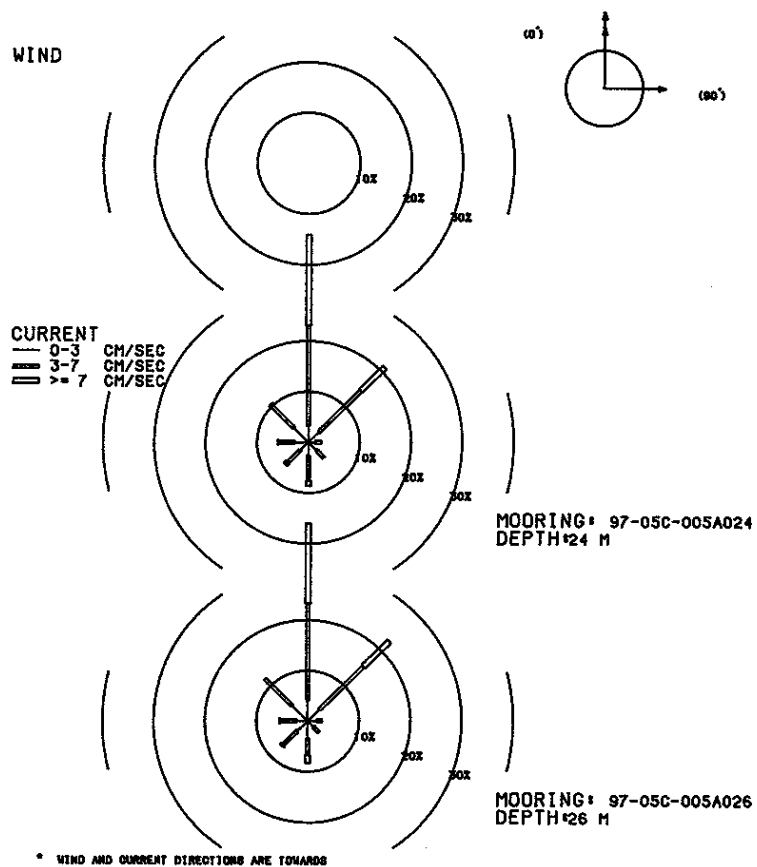 WIND
(0°)
(90°)
10%
20%
30%
CURRENT
0-3 CM/SEC
3-7 CM/SEC
>= 7 CM/SEC
10%
20%
30%
MOORING: 97-05C-005A024
DEPTH:24 M
10%
20%
30%
MOORING: 97-05C-005A026
DEPTH:26 M
* WIND AND CURRENT DIRECTIONS ARE TOWARDS